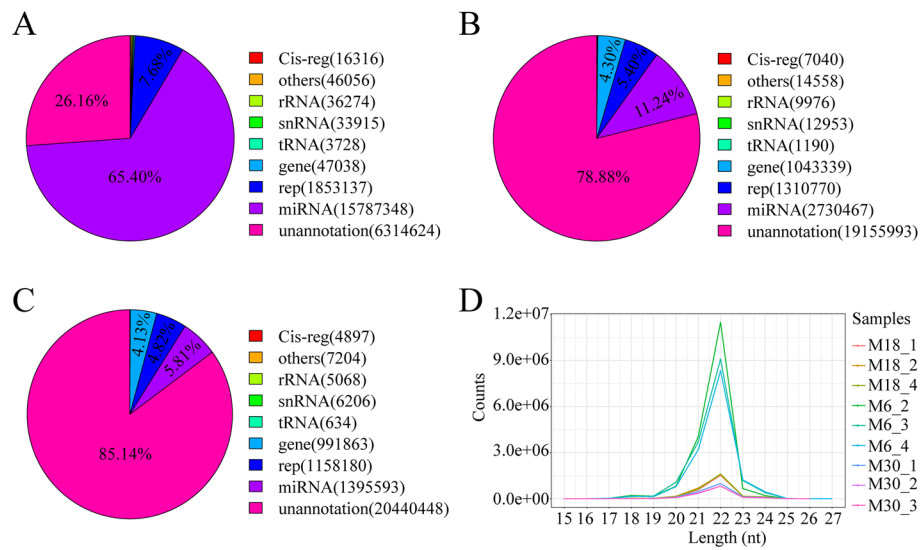 A
7.68%
26.16%
65.40%
Cis-reg(16316)
others(46056)
rRNA(36274)
snRNA(33915)
tRNA(3728)
gene(47038)
rep(1853137)
miRNA(15787348)
unannotation(6314624)
B
4.30%
5.40%
11.24%
78.88%
Cis-reg(7040)
others(14558)
rRNA(9976)
snRNA(12953)
tRNA(1190)
gene(1043339)
rep(1310770)
miRNA(2730467)
unannotation(19155993)
C
4.13%
4.82%
5.81%
85.14%
Cis-reg(4897)
others(7204)
rRNA(5068)
snRNA(6206)
tRNA(634)
gene(991863)
rep(1158180)
miRNA(1395593)
unannotation(20440448)
D
Counts
1.2e+07
9.0e+06
6.0e+06
3.0e+06
0.0e+00
15 16 17 18 19 20 21 22 23 24 25 26 27
Length (nt)
Samples
M18_1
M18_2
M18_4
M6_2
M6_3
M6_4
M30_1
M30_2
M30_3